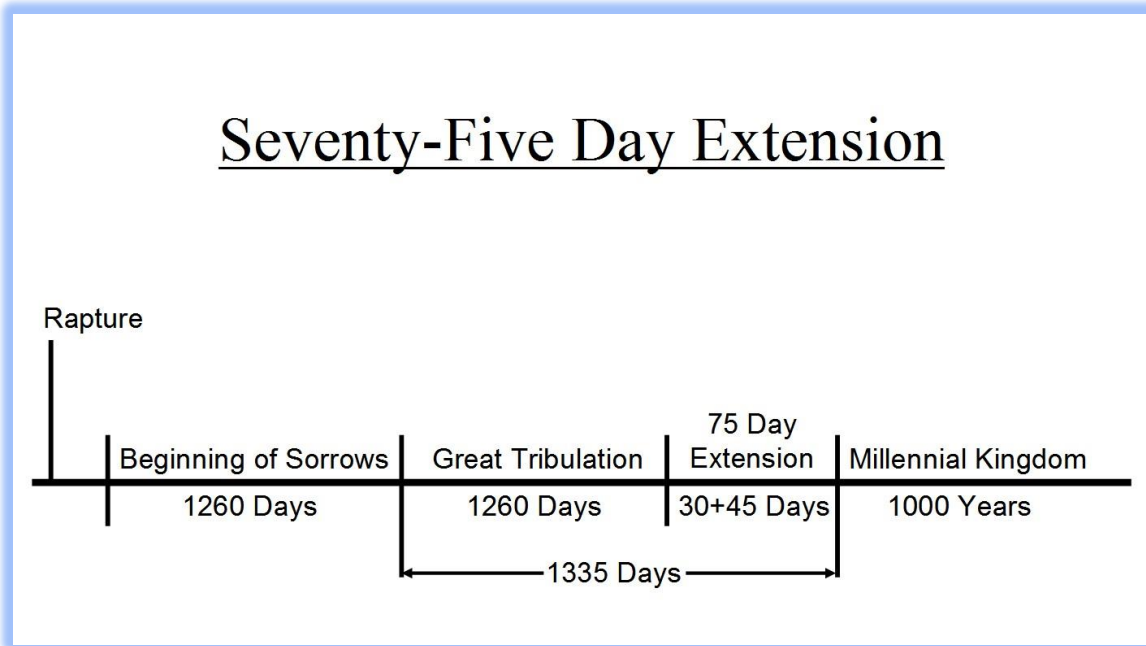 Seventy-Five Day Extension
Rapture
Beginning of Sorrows
1260 Days
Great Tribulation
1260 Days
75 Day
Extension
30+45 Days
Millennial Kingdom
1000 Years
1335 Days